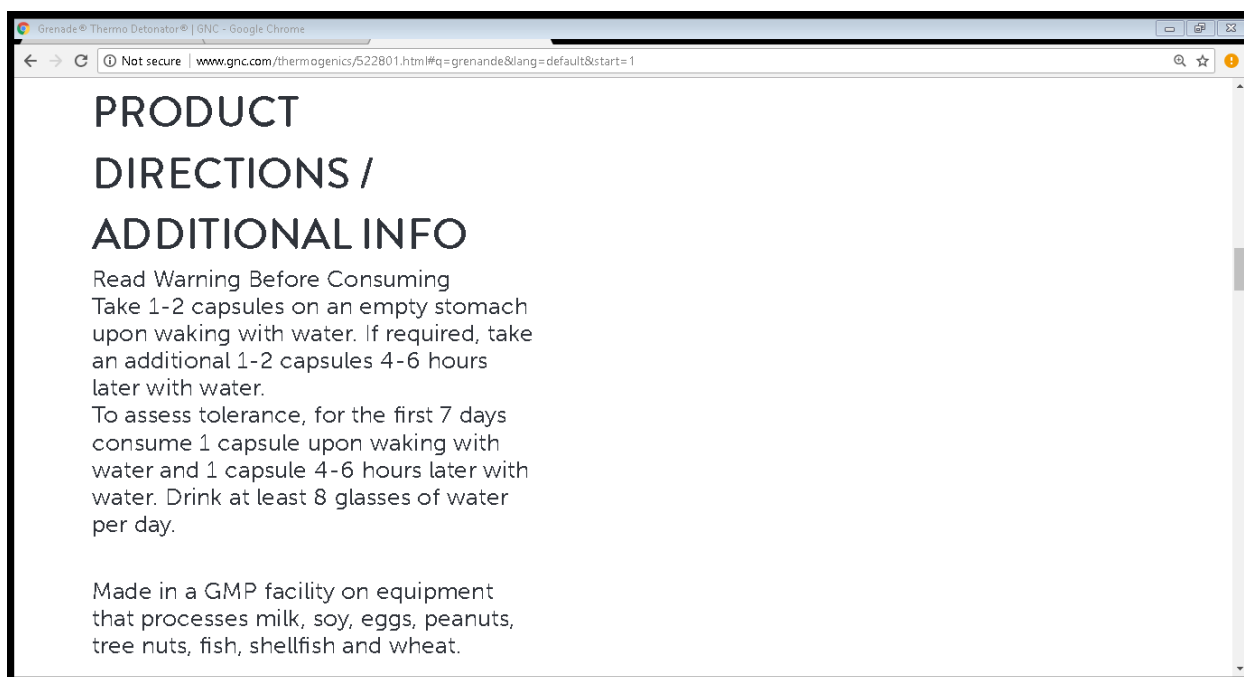 Grenade® Thermo Detonator® | GNC - Google Chrome
Not secure | www.gnc.com/thermogenics/522801.html#q=grenande&lang=default&start=1
PRODUCT
DIRECTIONS /
ADDITIONAL INFO
Read Warning Before Consuming
Take 1-2 capsules on an empty stomach
upon waking with water. If required, take
an additional 1-2 capsules 4-6 hours
later with water.
To assess tolerance, for the first 7 days
consume 1 capsule upon waking with
water and 1 capsule 4-6 hours later with
water. Drink at least 8 glasses of water
per day.
Made in a GMP facility on equipment
that processes milk, soy, eggs, peanuts,
tree nuts, fish, shellfish and wheat.